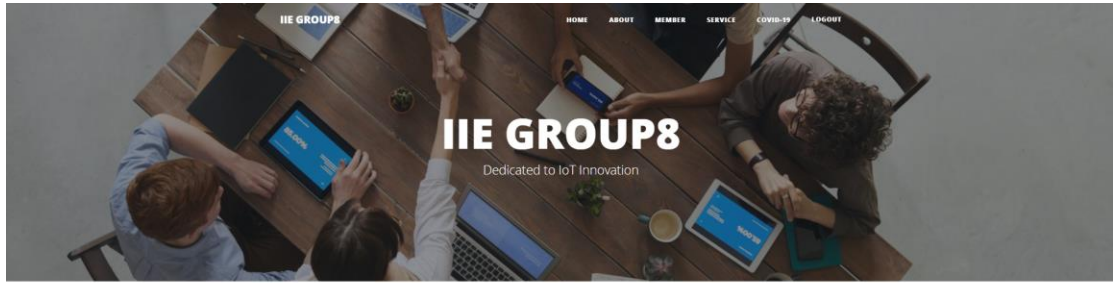 IIE GROUP8
HOME ABOUT MEMBER SERVICE COVID-19 LOGOUT
IIE GROUP8
Dedicated to IoT Innovation